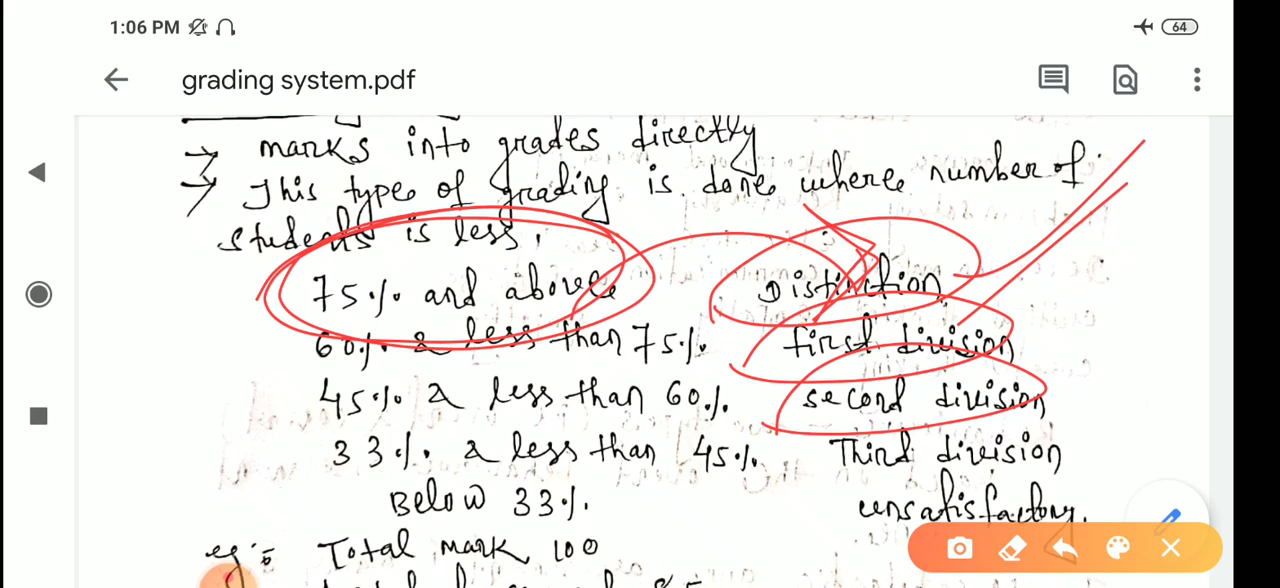 1:06 PM
64
grading system.pdf
→ marks into grades directly
→ This type of grading is done where number of
students is less.
75% and above Distinction
60% & less than 75% first division
45% & less than 60% second division
33% & less than 45% Third division
Below 33% unsatisfactory.
eg: Total mark 100